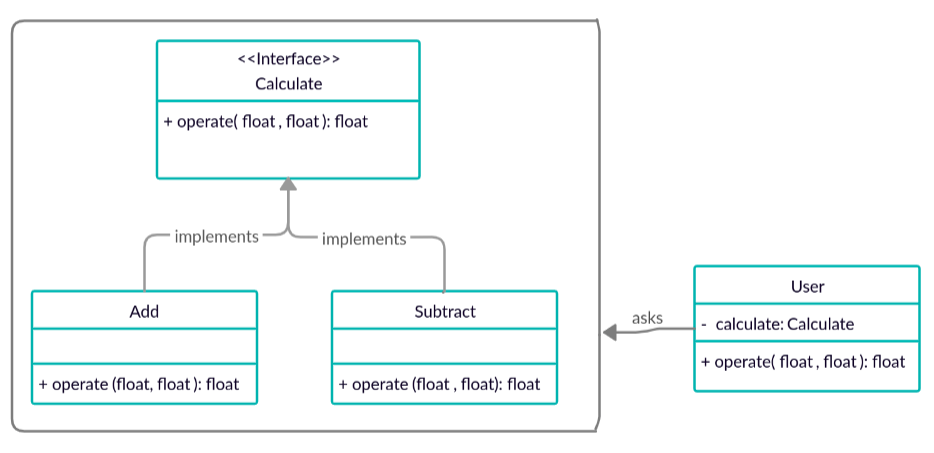 <<Interface>>
Calculate
+ operate( float , float ): float
implements
implements
Add
+ operate (float, float ): float
Subtract
+ operate (float , float): float
asks
User
- calculate: Calculate
+ operate( float , float ): float